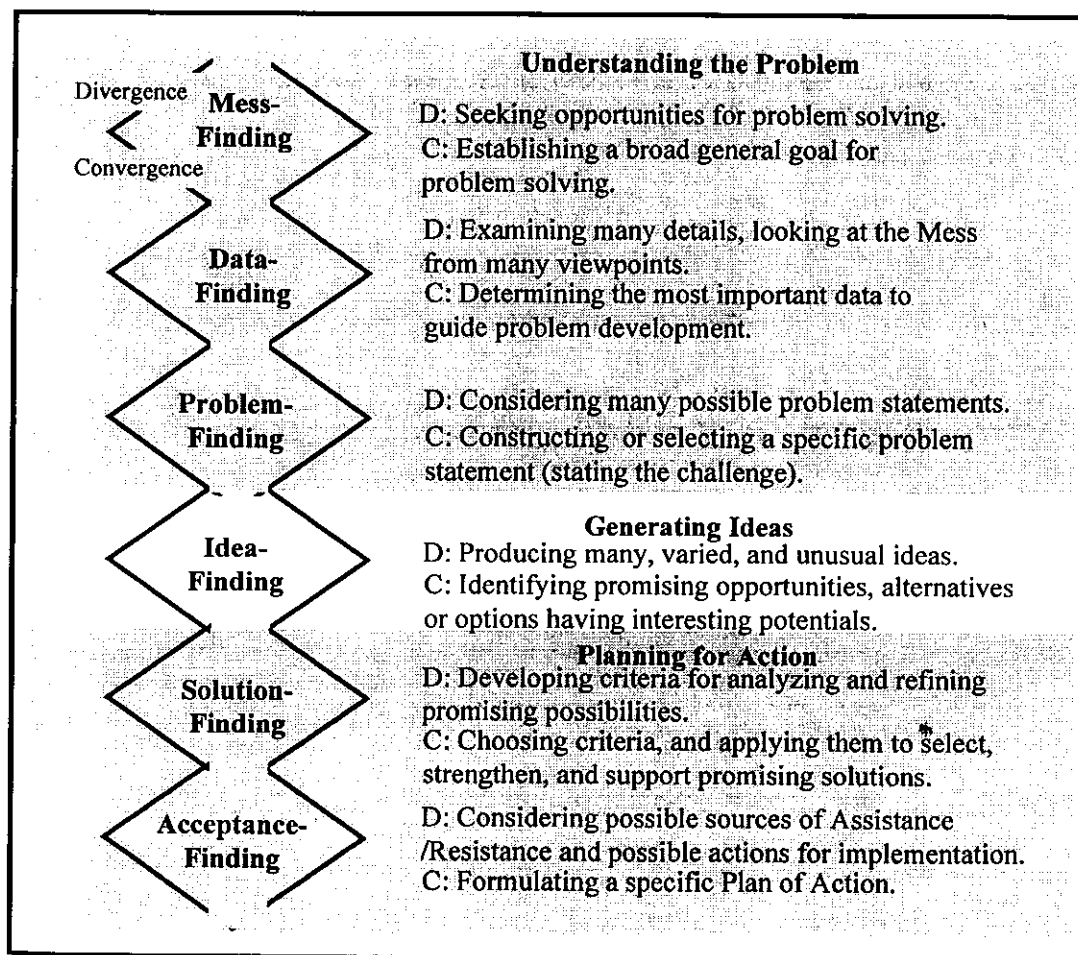 Understanding the Problem
Divergence
Mess-
Finding
Convergence
D: Seeking opportunities for problem solving.
C: Establishing a broad general goal for
problem solving.
Data-
Finding
D: Examining many details, looking at the Mess
from many viewpoints.
C: Determining the most important data to
guide problem development.
Problem-
Finding
D: Considering many possible problem statements.
C: Constructing or selecting a specific problem
statement (stating the challenge).
Generating Ideas
Idea-
Finding
D: Producing many, varied, and unusual ideas.
C: Identifying promising opportunities, alternatives
or options having interesting potentials.
Planning for Action
Solution-
Finding
D: Developing criteria for analyzing and refining
promising possibilities.
C: Choosing criteria, and applying them to select,
strengthen, and support promising solutions.
Acceptance-
Finding
D: Considering possible sources of Assistance
/Resistance and possible actions for implementation.
C: Formulating a specific Plan of Action.